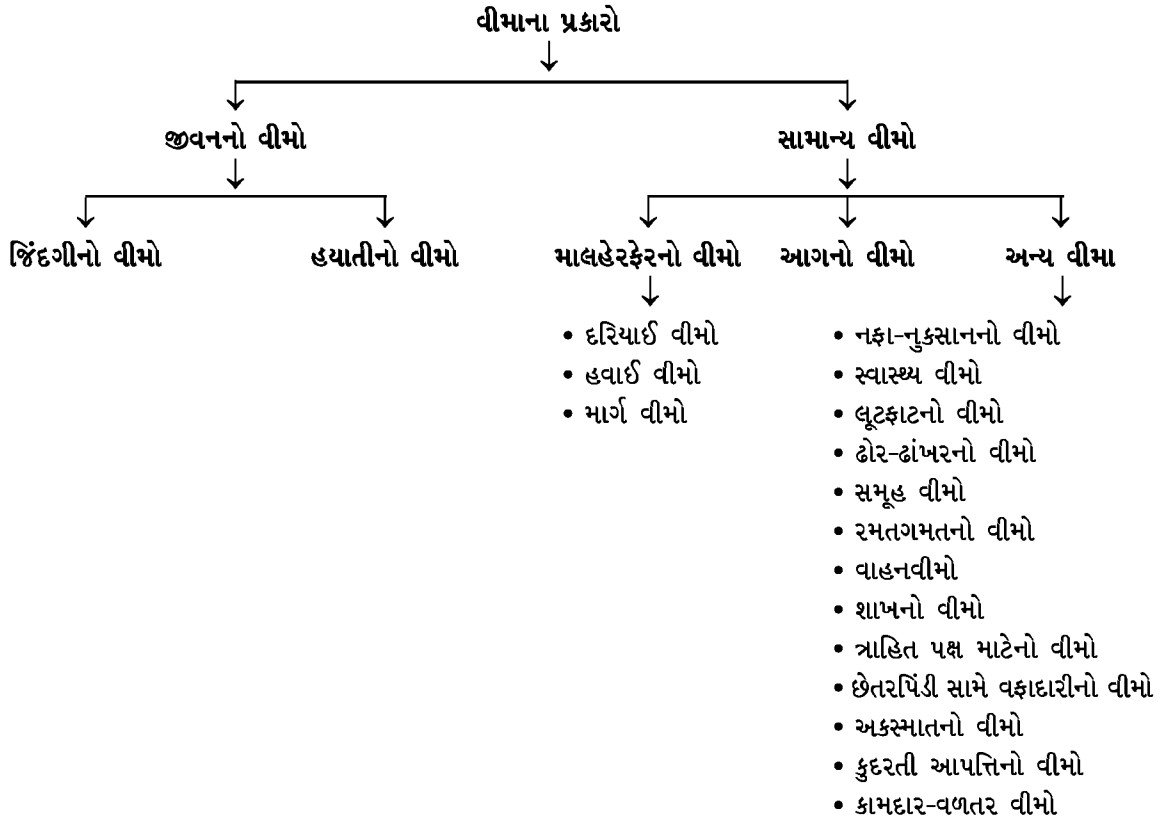 વીમાના પ્રકારો
જીવનનો વીમો સામાન્ય વીમો
જિંદગીનો વીમો હયાતીનો વીમો માલહેરફેરનો વીમો આગનો વીમો અન્ય વીમા
• દરિયાઈ વીમો
• હવાઈ વીમો
• માર્ગ વીમો
• નફા-નુકસાનનો વીમો
• સ્વાસ્થ્ય વીમો
• લૂટફાટનો વીમો
• ઢોર-ઢાંખરનો વીમો
• સમૂહ વીમો
• રમતગમતનો વીમો
• વાહનવીમો
• શાખનો વીમો
• ત્રાહિત પક્ષ માટેનો વીમો
• છેતરપિંડી સામે વફાદારીનો વીમો
• અકસ્માતનો વીમો
• કુદરતી આપત્તિનો વીમો
• કામદાર-વળતર વીમો